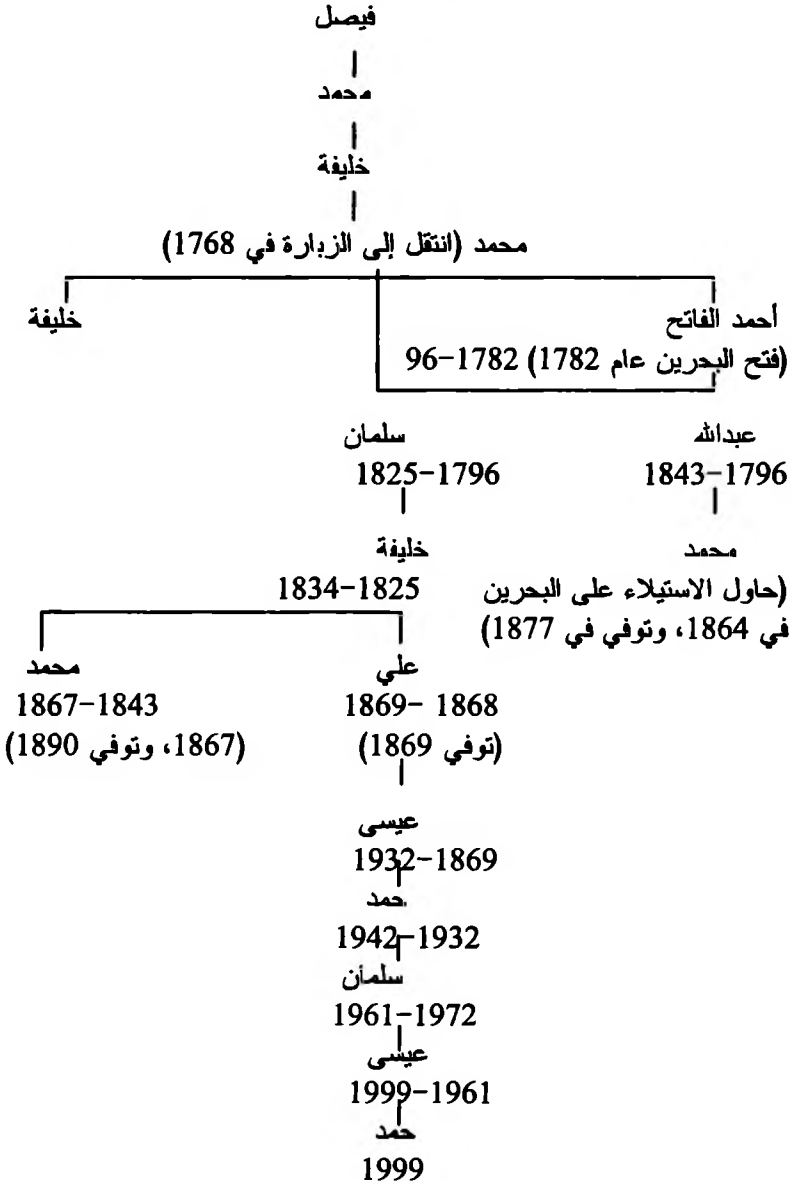 فيصل
محمد
خليفة
محمد (انتقل إلى الزبارة في 1768)
أحمد الفاتح
خليفة
(فتح البحرين عام 1782) 1782-96
عبدالله
سلمان
1796-1843
1796-1825
محمد
خليفة
(حاول الاستيلاء على البحرين
1825-1834
في 1864، وتوفي في 1877)
علي
محمد
1868 -1869
1843-1867
(توفي 1869)
(1867، وتوفي 1890)
عيسى
1869-1932
حمد
1932-1942
سلمان
1972-1961
عيسى
1961-1999
حمد
1999